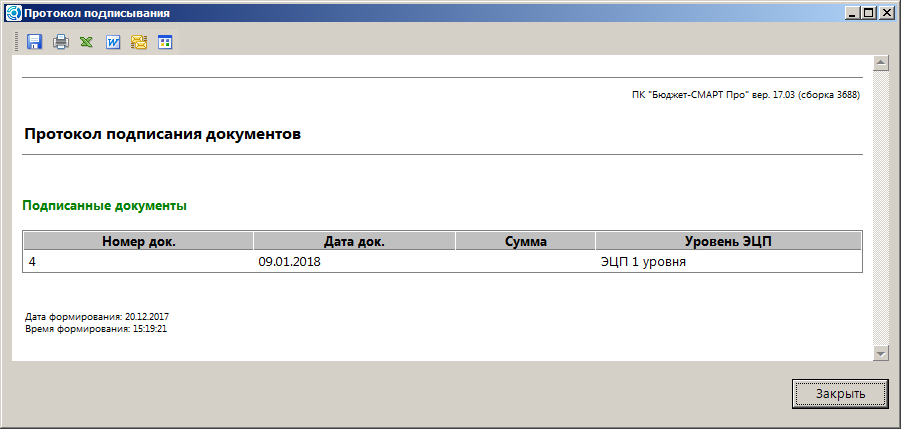 Протокол подписывания
ПК "Бюджет-СМАРТ Про" вер. 17.03 (сборка 3688)
Протокол подписания документов
Подписанные документы
Номер док. Дата док. Сумма Уровень ЭЦП
4 09.01.2018 ЭЦП 1 уровня
Дата формирования: 20.12.2017
Время формирования: 15:19:21
Закрыть